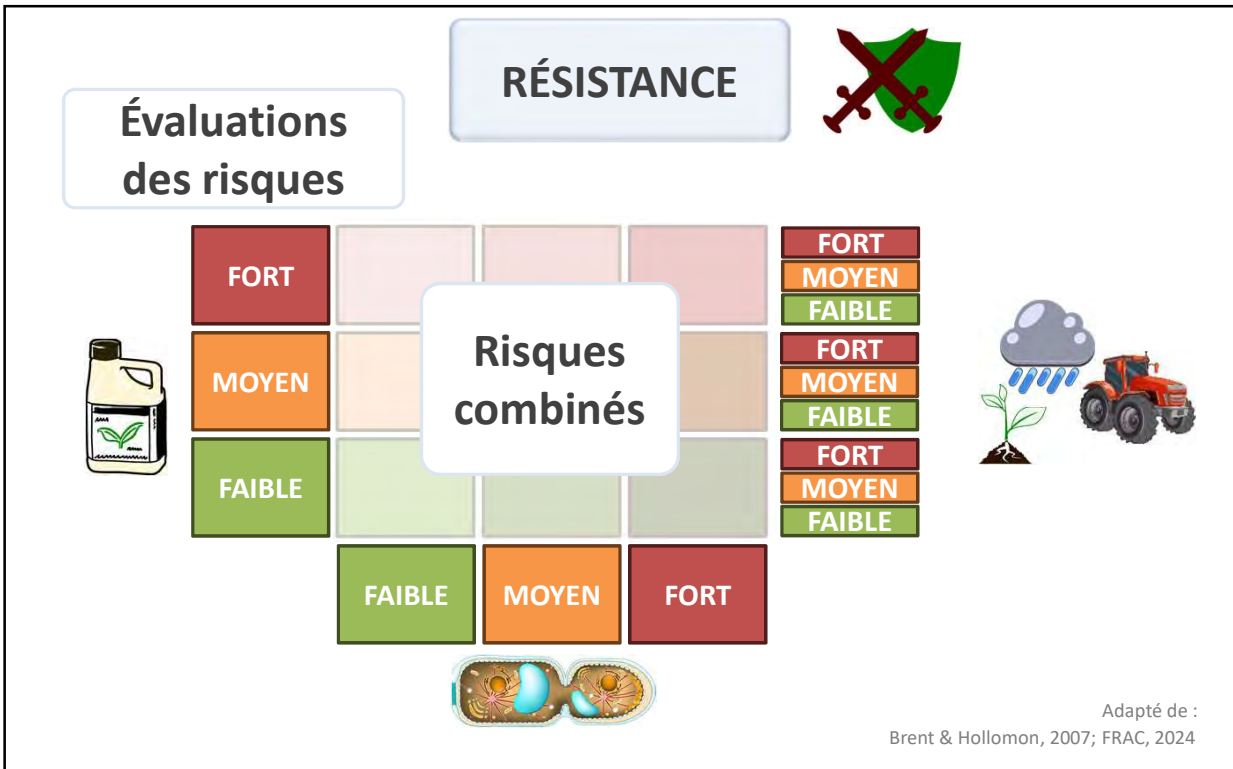 RÉSISTANCE
Évaluations
des risques
FORT
MOYEN
FAIBLE
Risques
combinés
FORT
MOYEN
FAIBLE
FORT
MOYEN
FAIBLE
FORT
MOYEN
FAIBLE
FAIBLE
MOYEN
FORT
Adapté de :
Brent & Hollomon, 2007; FRAC, 2024